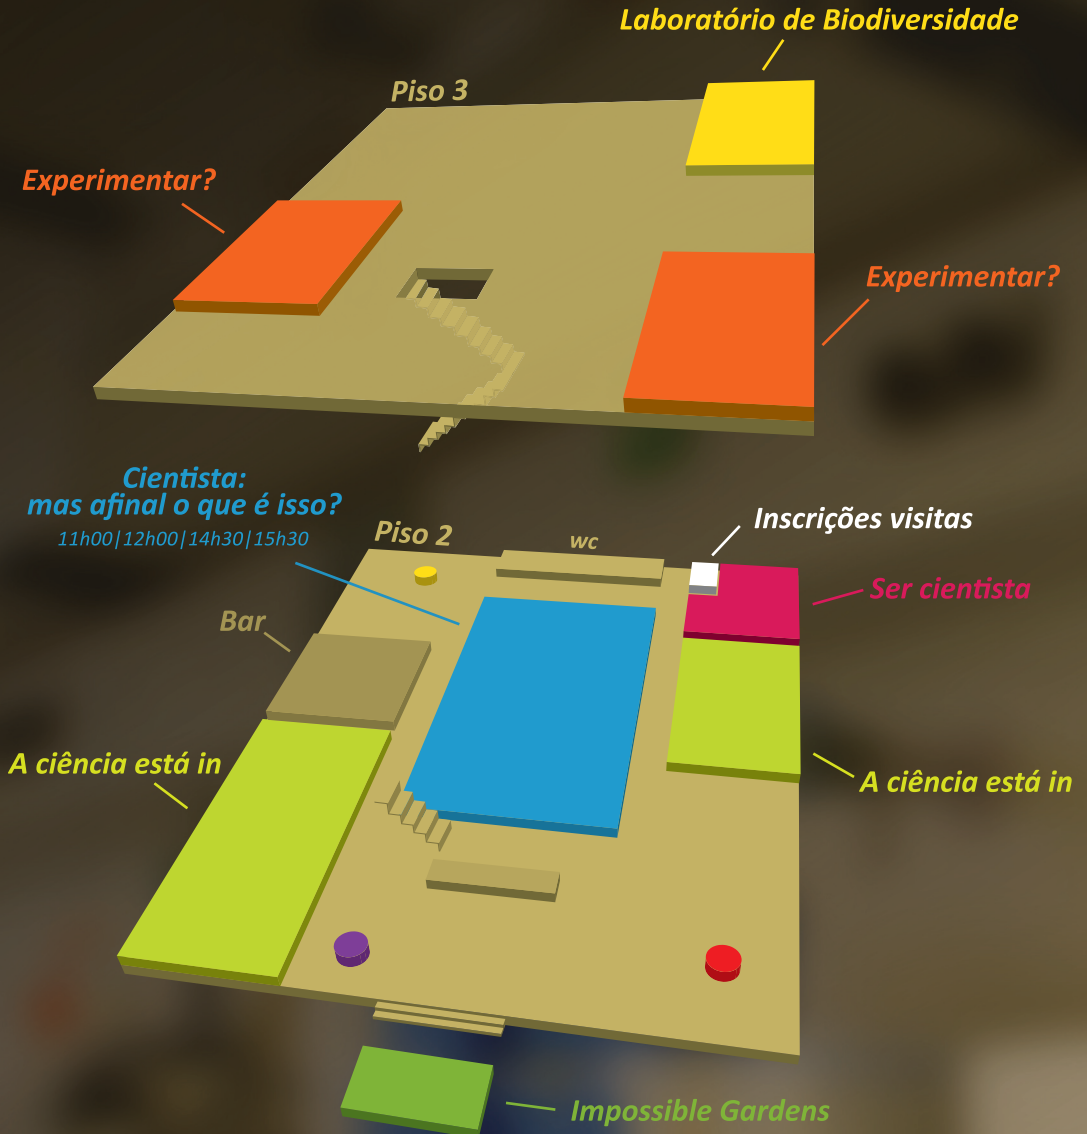 Laboratório de Biodiversidade
Piso 3
Experimentar?
Experimentar?
Cientista:
mas afinal o que é isso?
11h00|12h00|14h30|15h30
Piso 2
wc
Inscrições visitas
Ser cientista
Bar
A ciência está in
A ciência está in
Impossible Gardens